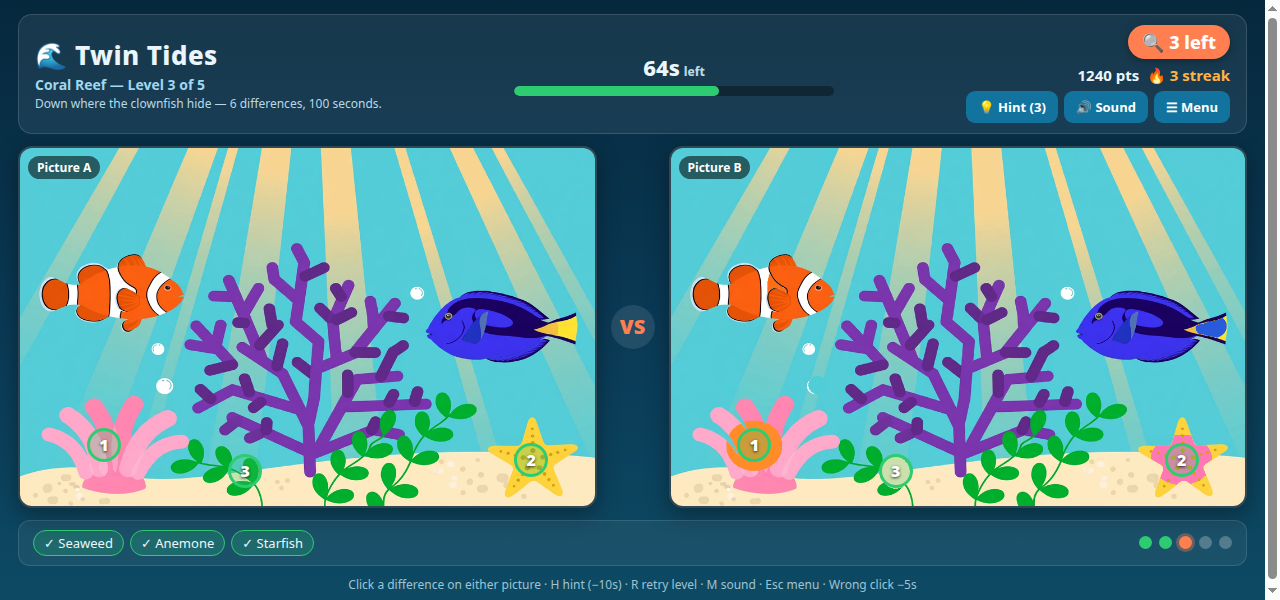 🌊 Twin Tides
Coral Reef — Level 3 of 5
Down where the clownfish hide — 6 differences, 100 seconds.
64s left
🔍 3 left
1240 pts 🔥 3 streak
💡 Hint (3)
🔊 Sound
☰ Menu
Picture A
1
2
3
VS
Picture B
1
2
3
✓ Seaweed
✓ Anemone
✓ Starfish
Click a difference on either picture · H hint (−10s) · R retry level · M sound · Esc menu · Wrong click −5s